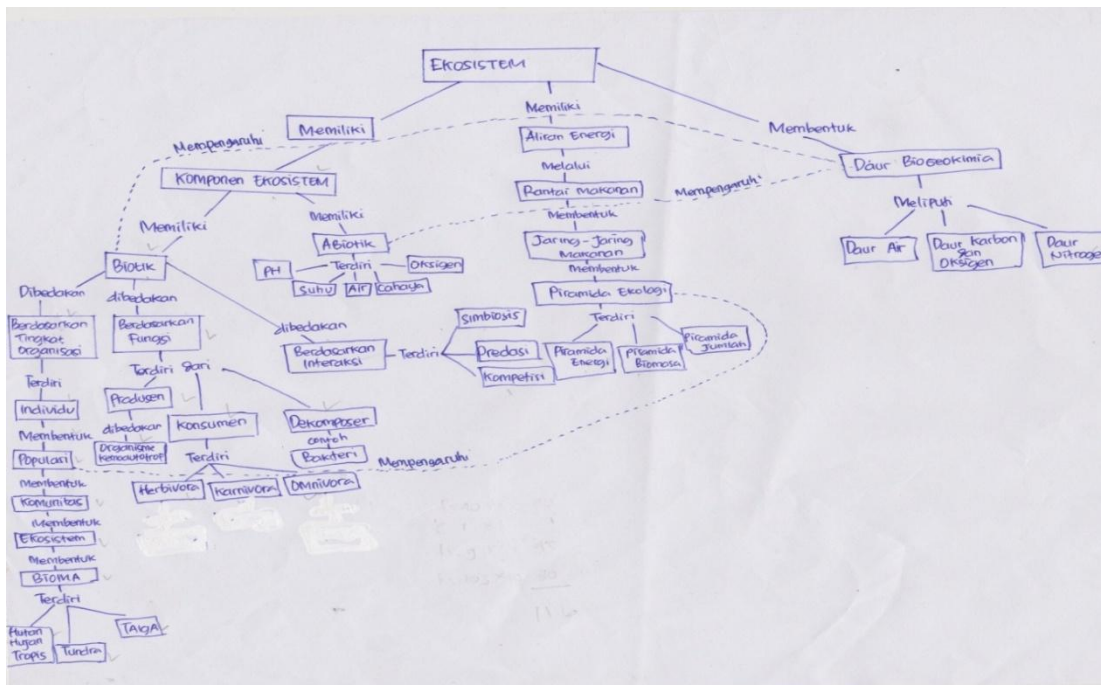 EKOSISTEM
Memiliki
Memiliki
Membentuk
Mempengaruhi
Aliran Energi
Komponen EKOSISTEM
Melalui
Daur Biogeokimia
Rantai Makanan
Mempengaruhi
Meliputi
Memiliki
Memiliki
Membentuk
Biotik
ABiotik
Jaring-Jaring
Makanan
Daur Air
Daur Karbon
dan
Oksigen
Daur
Nitrogen
PH
Terdiri
Oksigen
Suhu
Air
Cahaya
Membentuk
Piramida Ekologi
Dibedakan
dibedakan
dibedakan
Terdiri
Berdasarkan
Tingkat
Organisasi
Berdasarkan
Fungsi
Berdasarkan
Interaksi
Terdiri
Simbiosis
Predasi
Kompetisi
Piramida
Energi
Piramida
Biomasa
Piramida
Jumlah
Terdiri
Terdiri dari
Individu
Produsen
Konsumen
Dekomposer
Membentuk
dibedakan
contoh
Populasi
Organisme
Kemoautotrof
Terdiri
Bakteri
Mempengaruhi
Membentuk
Herbivora
Karnivora
OMnivora
Komunitas
Membentuk
Ekosistem
Membentuk
BIOMA
Terdiri
Hutan
Hujan
Tropis
Tundra
TAIGA